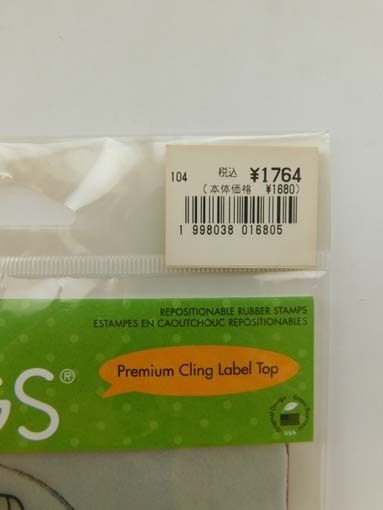 104 税込 ¥1764
(本体価格 ¥1680)
1 998038 016805
REPOSITIONABLE RUBBER STAMPS
ESTAMPES EN CAOUTCHOUC REPOSITIONABLES
GS®
Premium Cling Label Top
USA